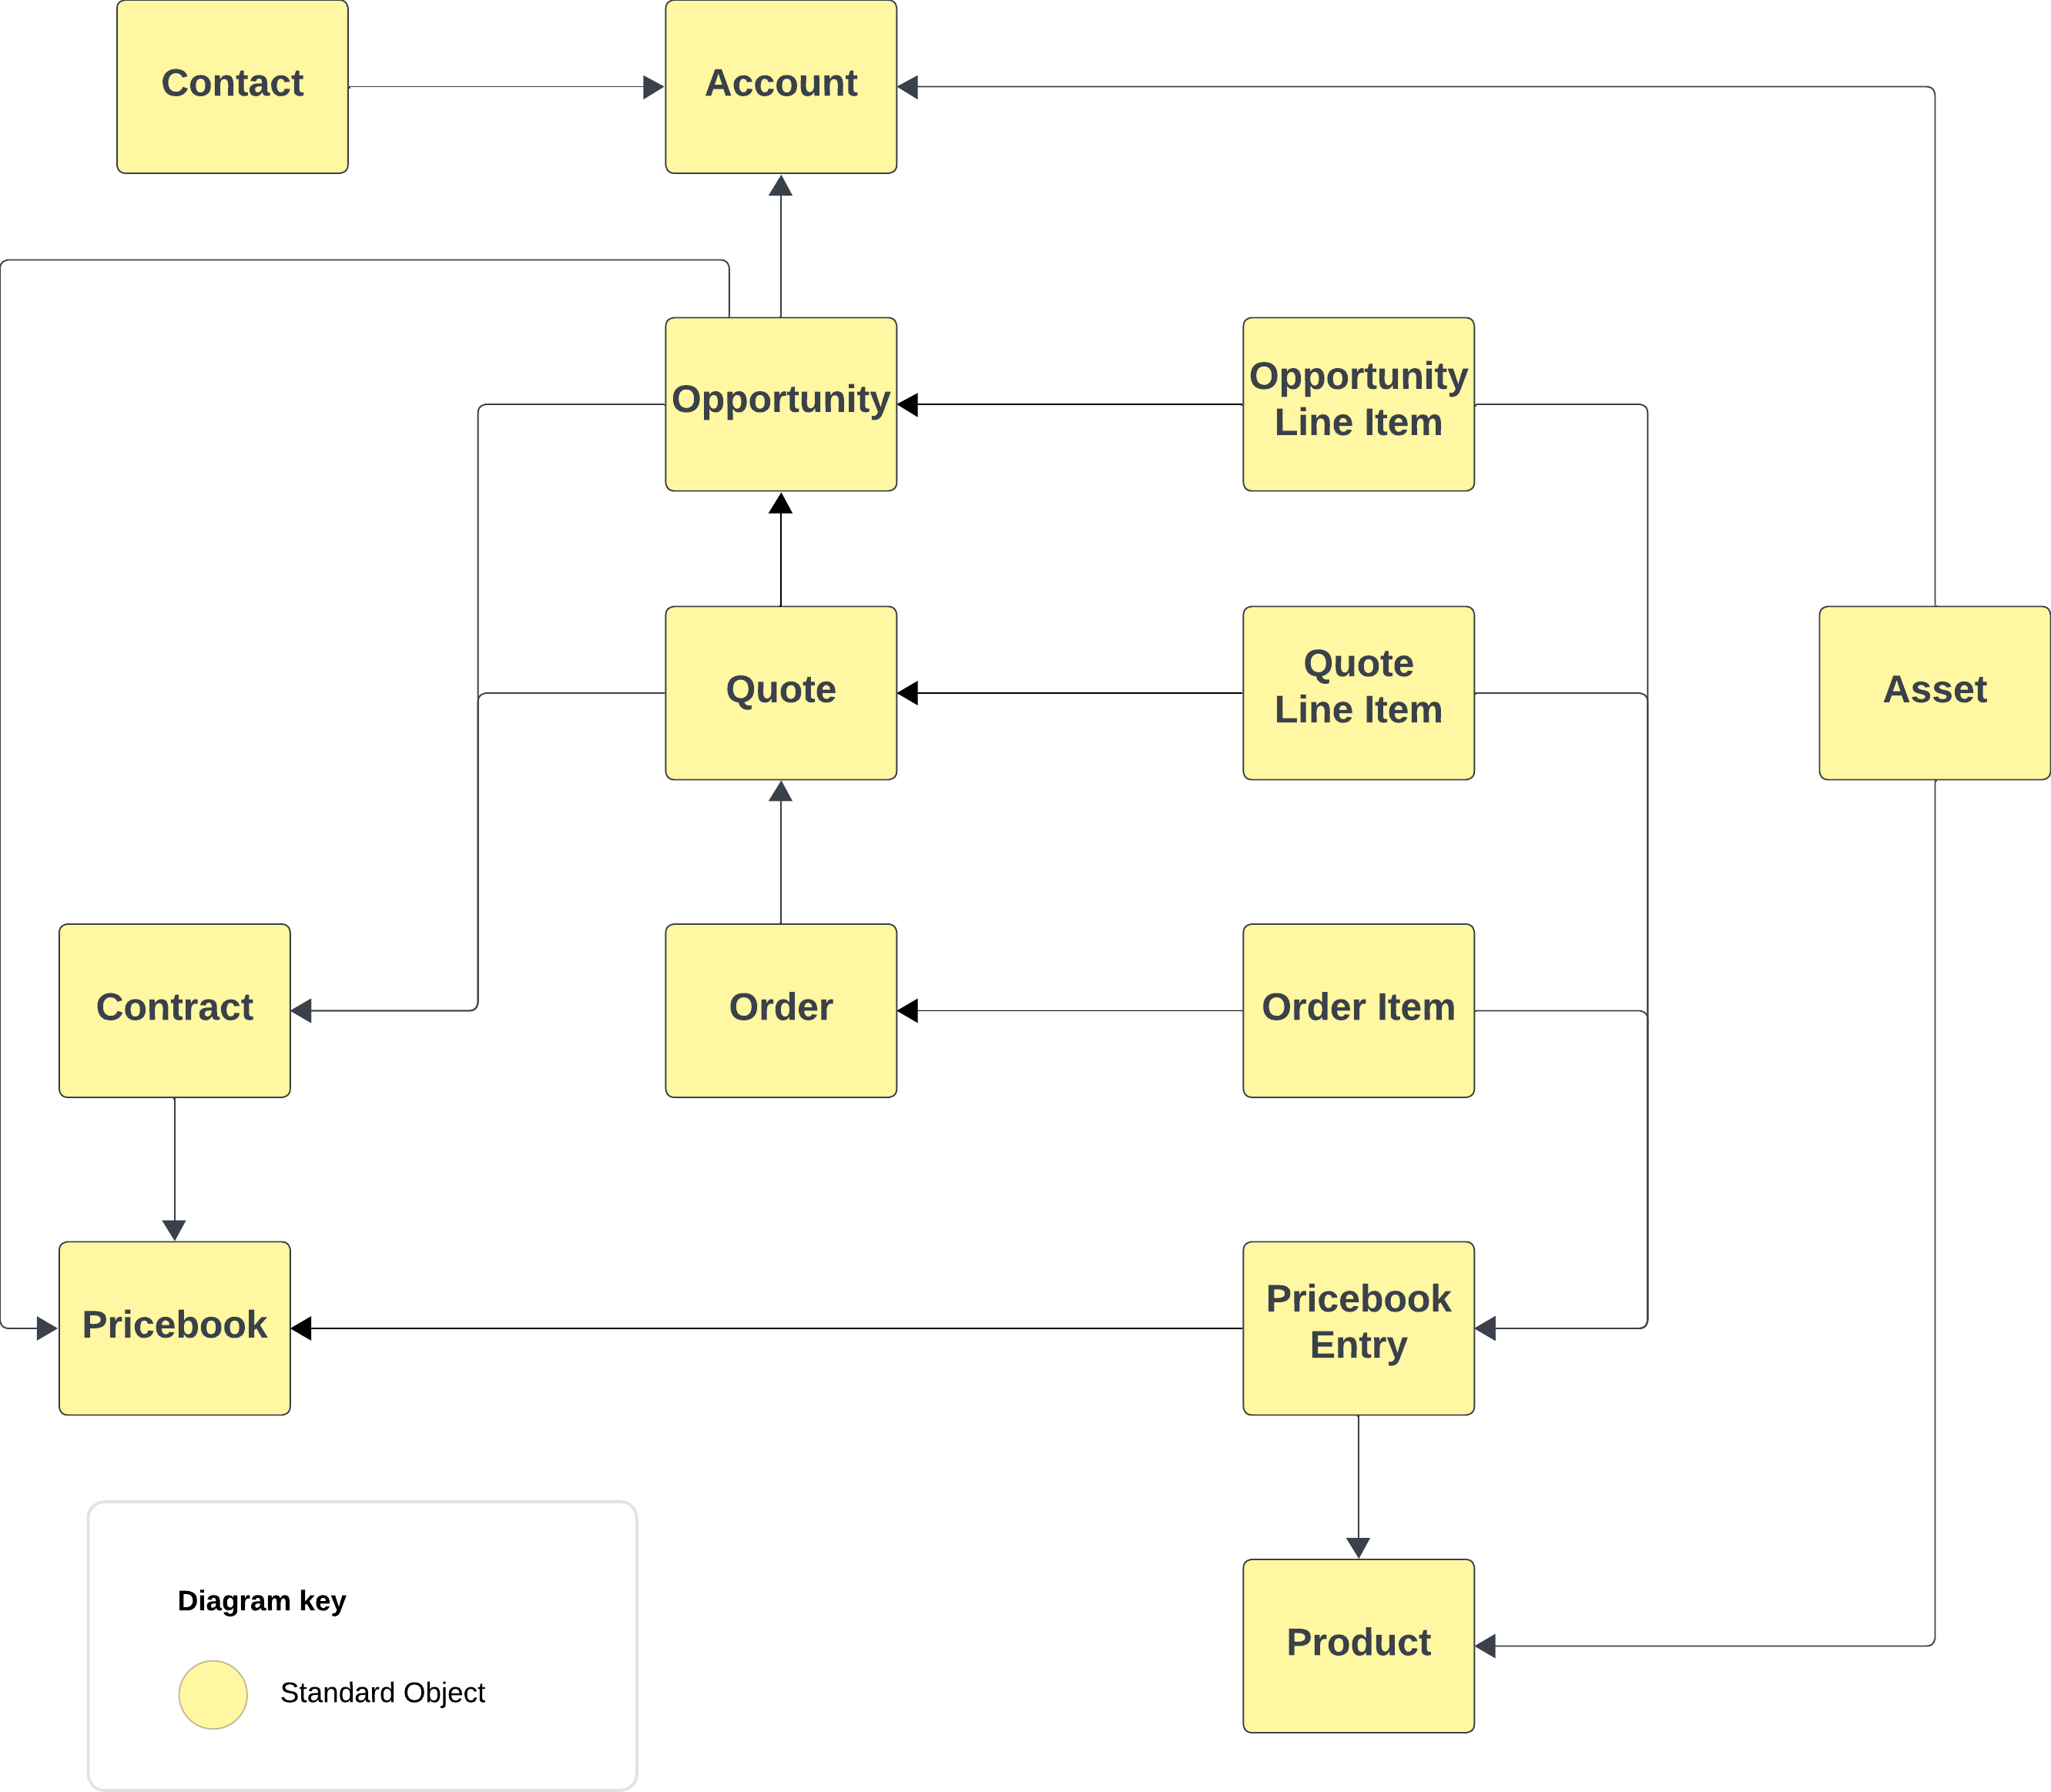 Contact
Account
Opportunity
Opportunity
Line Item
Quote
Quote
Line Item
Asset
Contract
Order
Order Item
Pricebook
Pricebook
Entry
Diagram key
Standard Object
Product